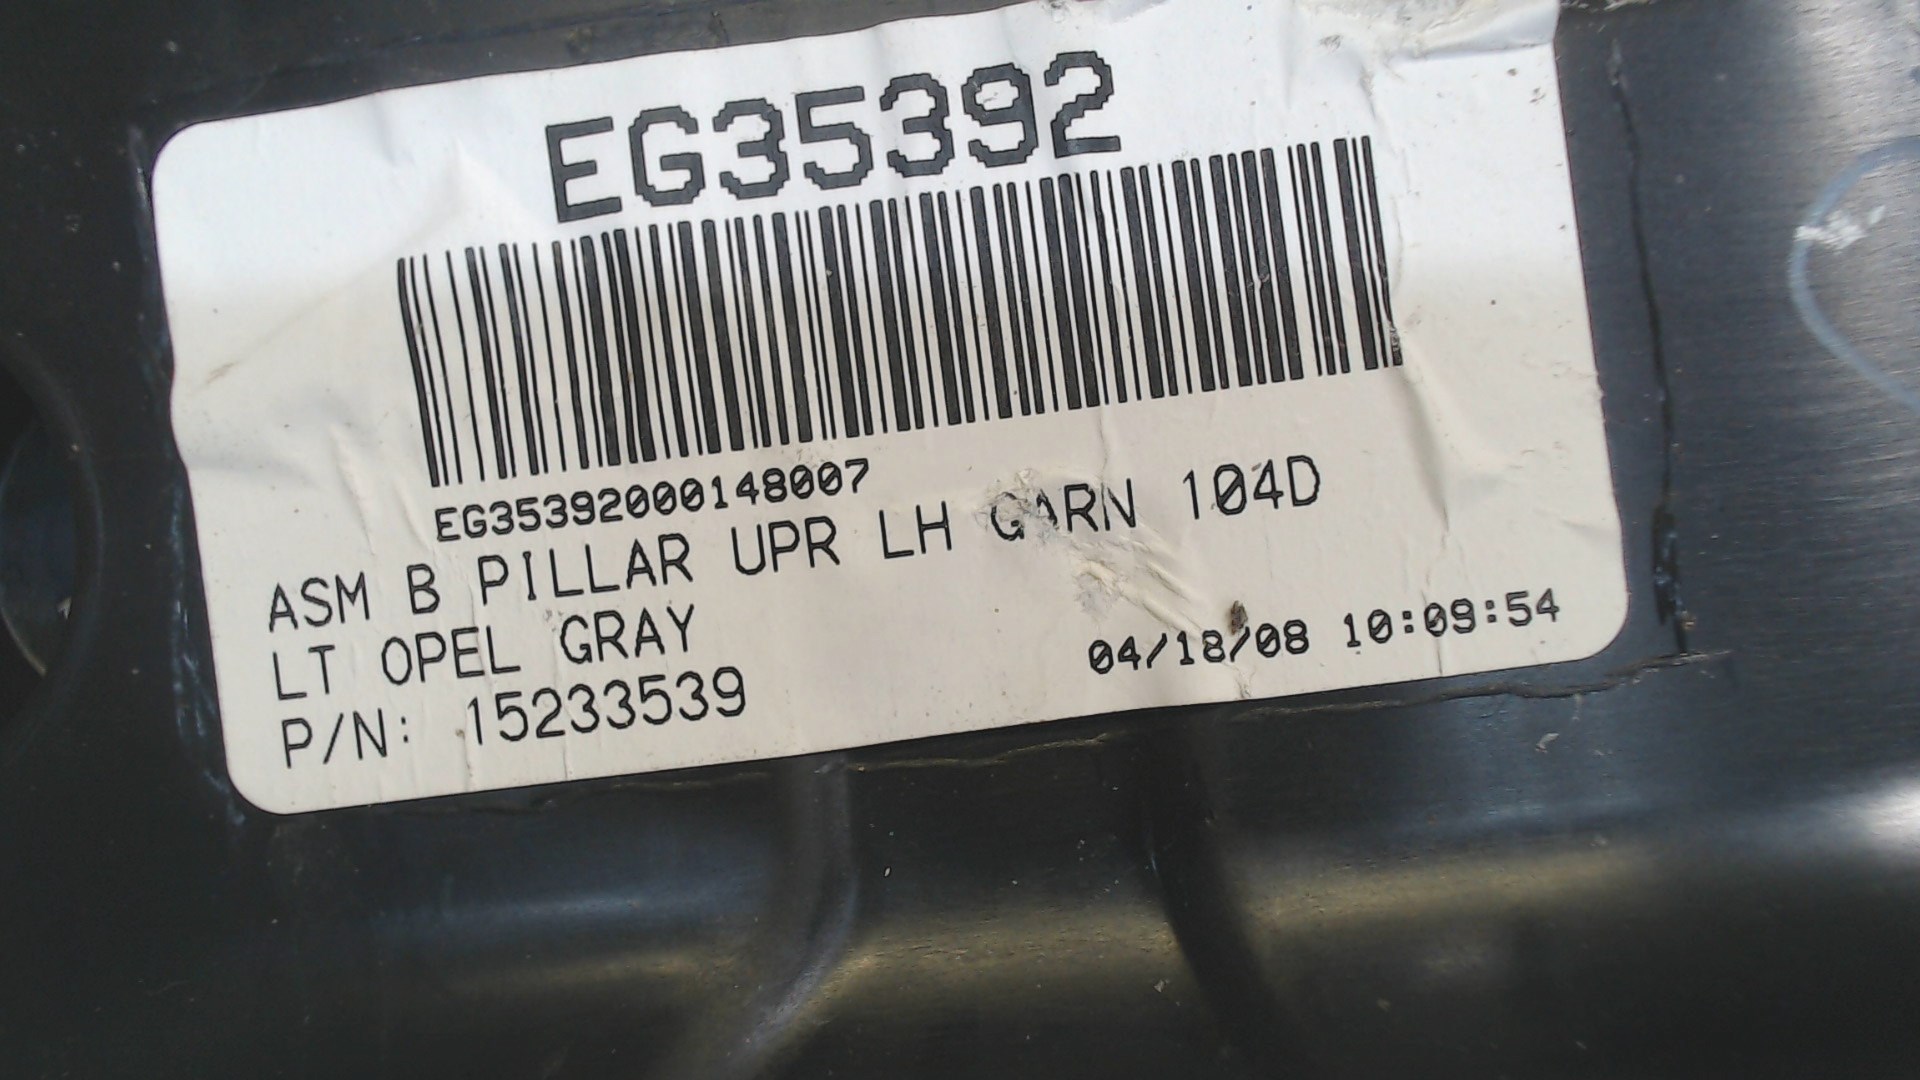 EG35392
EG35392000148007
ASM B PILLAR UPR LH GARN 104D
LT OPEL GRAY
P/N: 15233539
04/18/08 10:09:54